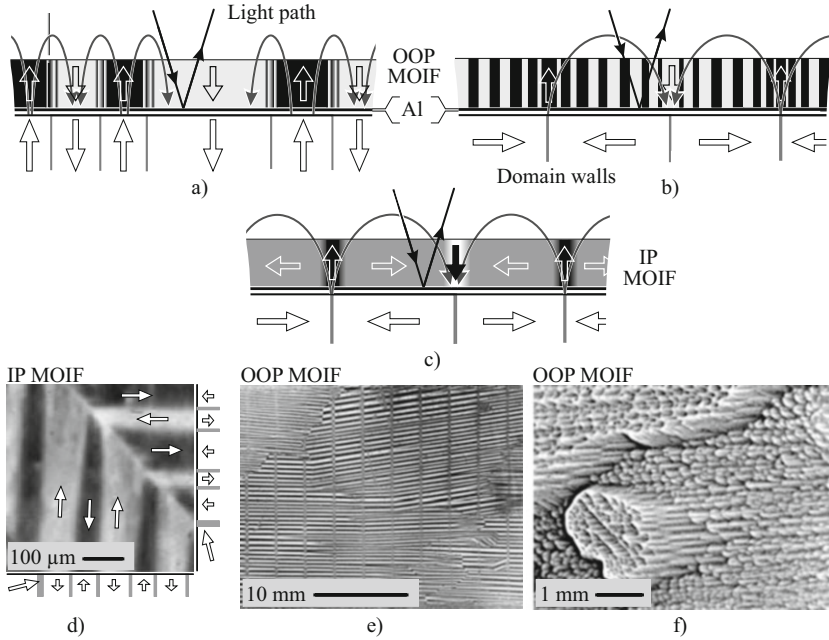 Light path
OOP
MOIF
Al
a)
Domain walls
b)
IP
MOIF
c)
IP MOIF
OOP MOIF
OOP MOIF
100 µm
10 mm
1 mm
d)
e)
f)